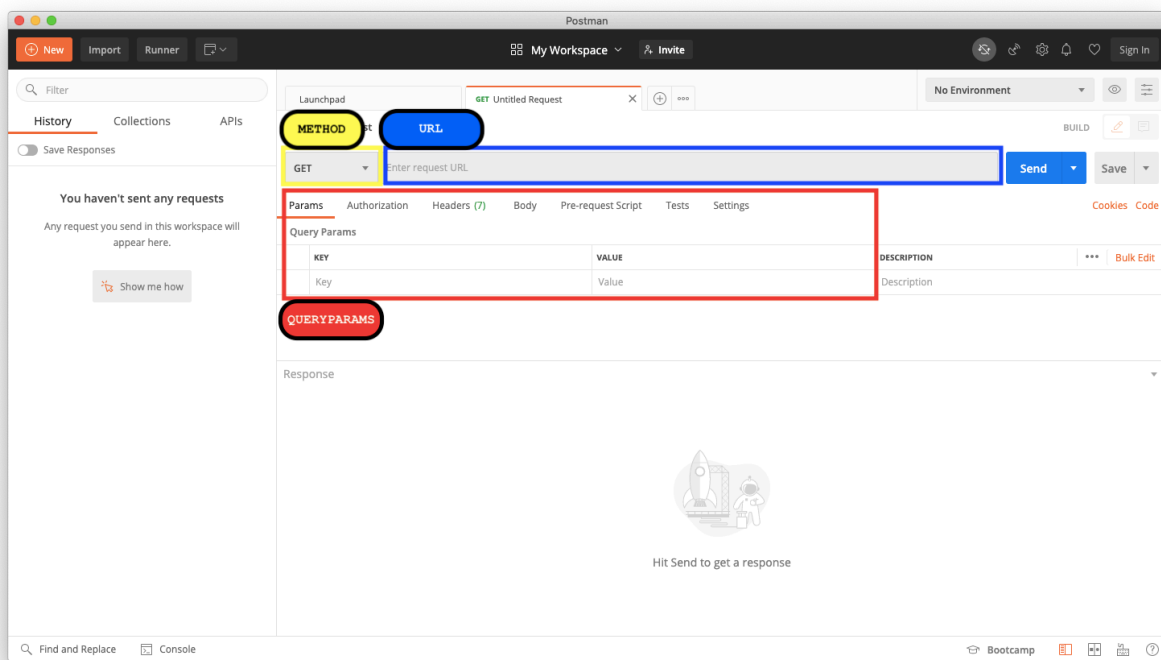 Postman
New Import Runner My Workspace Invite Sign In
Filter
Launchpad GET Untitled Request No Environment
History Collections APIs
METHOD st URL BUILD
Save Responses
GET Enter request URL Send Save
You haven't sent any requests
Any request you send in this workspace will
appear here.
Show me how
Params Authorization Headers (7) Body Pre-request Script Tests Settings Cookies Code
Query Params
KEY VALUE DESCRIPTION Bulk Edit
Key Value Description
QUERYPARAMS
Response
Hit Send to get a response
Find and Replace Console Bootcamp